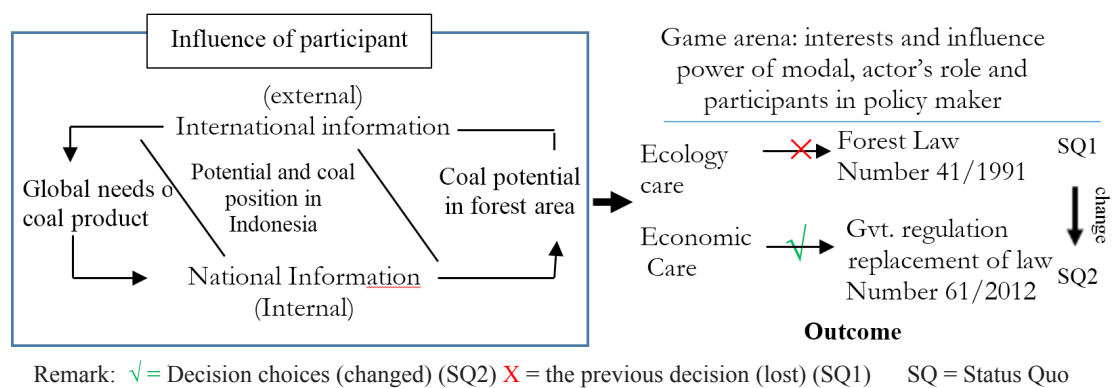 Influence of participant
(external)
International information
Global needs o
coal product
Potential and coal
position in
Indonesia
Coal potential
in forest area
National Information
(Internal)
Game arena: interests and influence
power of modal, actor's role and
participants in policy maker
Ecology
care
Forest Law
Number 41/1991
SQ1
change
Economic
Care
Gvt. regulation
replacement of law
Number 61/2012
SQ2
Outcome
Remark: √ = Decision choices (changed) (SQ2) X = the previous decision (lost) (SQ1) SQ = Status Quo